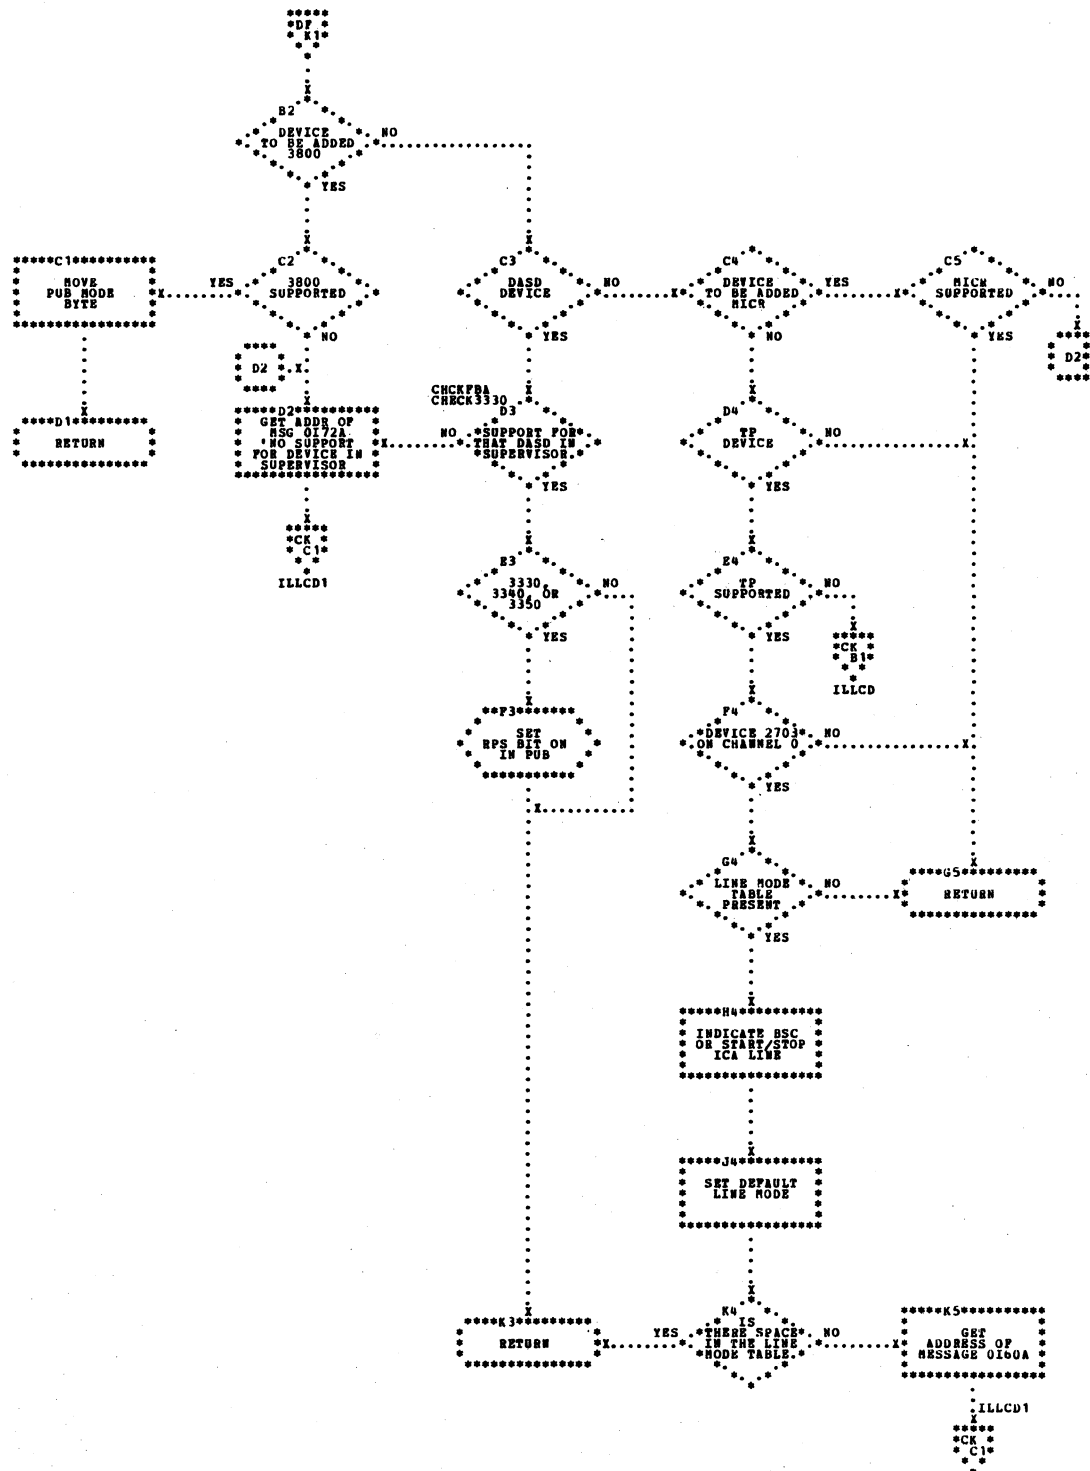 DF
K1
B2
DEVICE
TO BE ADDED
3800
NO
YES
C1
MOVE
PUB MODE
BYTE
YES
C2
3800
SUPPORTED
NO
C3
DASD
DEVICE
NO
YES
C4
DEVICE
TO BE ADDED
MICR
YES
NO
C5
MICR
SUPPORTED
NO
YES
D2
D2
D1
RETURN
D2
GET ADDR OF
MSG 0I72A
'NO SUPPORT
FOR DEVICE IN
SUPERVISOR
CHCKFBA
CHECK3330
D3
NO
SUPPORT FOR
THAT DASD IN
SUPERVISOR
YES
D4
TP
DEVICE
NO
YES
CK
C1
ILLCD1
E3
3330,
3340, OR
3350
NO
YES
E4
TP
SUPPORTED
NO
YES
CK
B1
ILLCD
F3
SET
RPS BIT ON
IN PUB
F4
DEVICE 2703
ON CHANNEL 0
NO
YES
G4
LINE MODE
TABLE
PRESENT
NO
YES
G5
RETURN
H4
INDICATE BSC
OR START/STOP
ICA LINE
J4
SET DEFAULT
LINE MODE
K3
RETURN
YES
K4
IS
THERE SPACE
IN THE LINE
MODE TABLE
NO
K5
GET
ADDRESS OF
MESSAGE 0I60A
ILLCD1
CK
C1